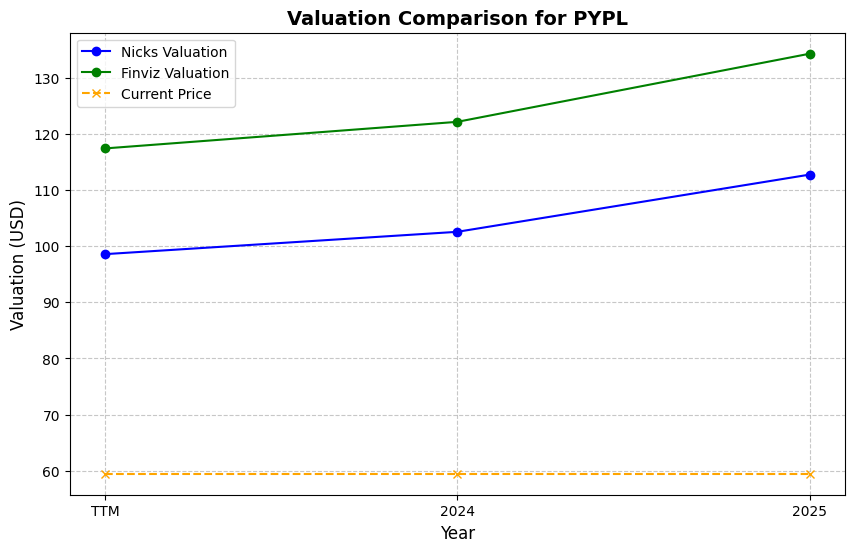 Valuation Comparison for PYPL
Nicks Valuation
Finviz Valuation
Current Price
Valuation (USD)
130
120
110
100
90
80
70
60
TTM
2024
2025
Year